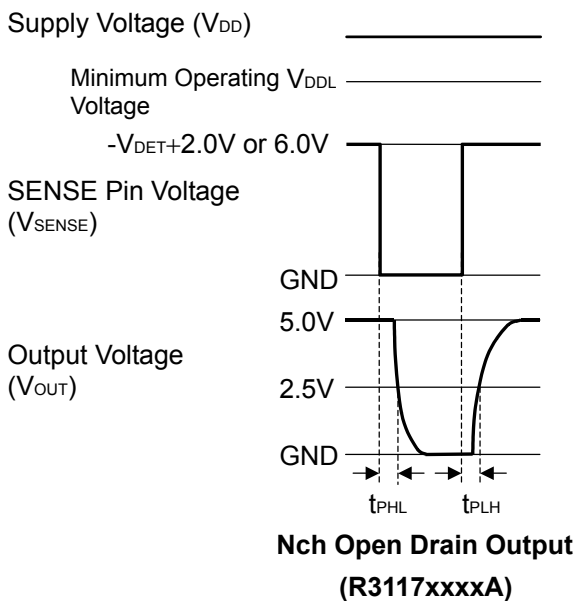 Supply Voltage (VDD)
Minimum Operating VDDL
Voltage
-VDET+2.0V or 6.0V
SENSE Pin Voltage
(VSENSE)
GND
5.0V
Output Voltage
(VOUT)
2.5V
GND
tPHL tPLH
Nch Open Drain Output
(R3117xxxxA)